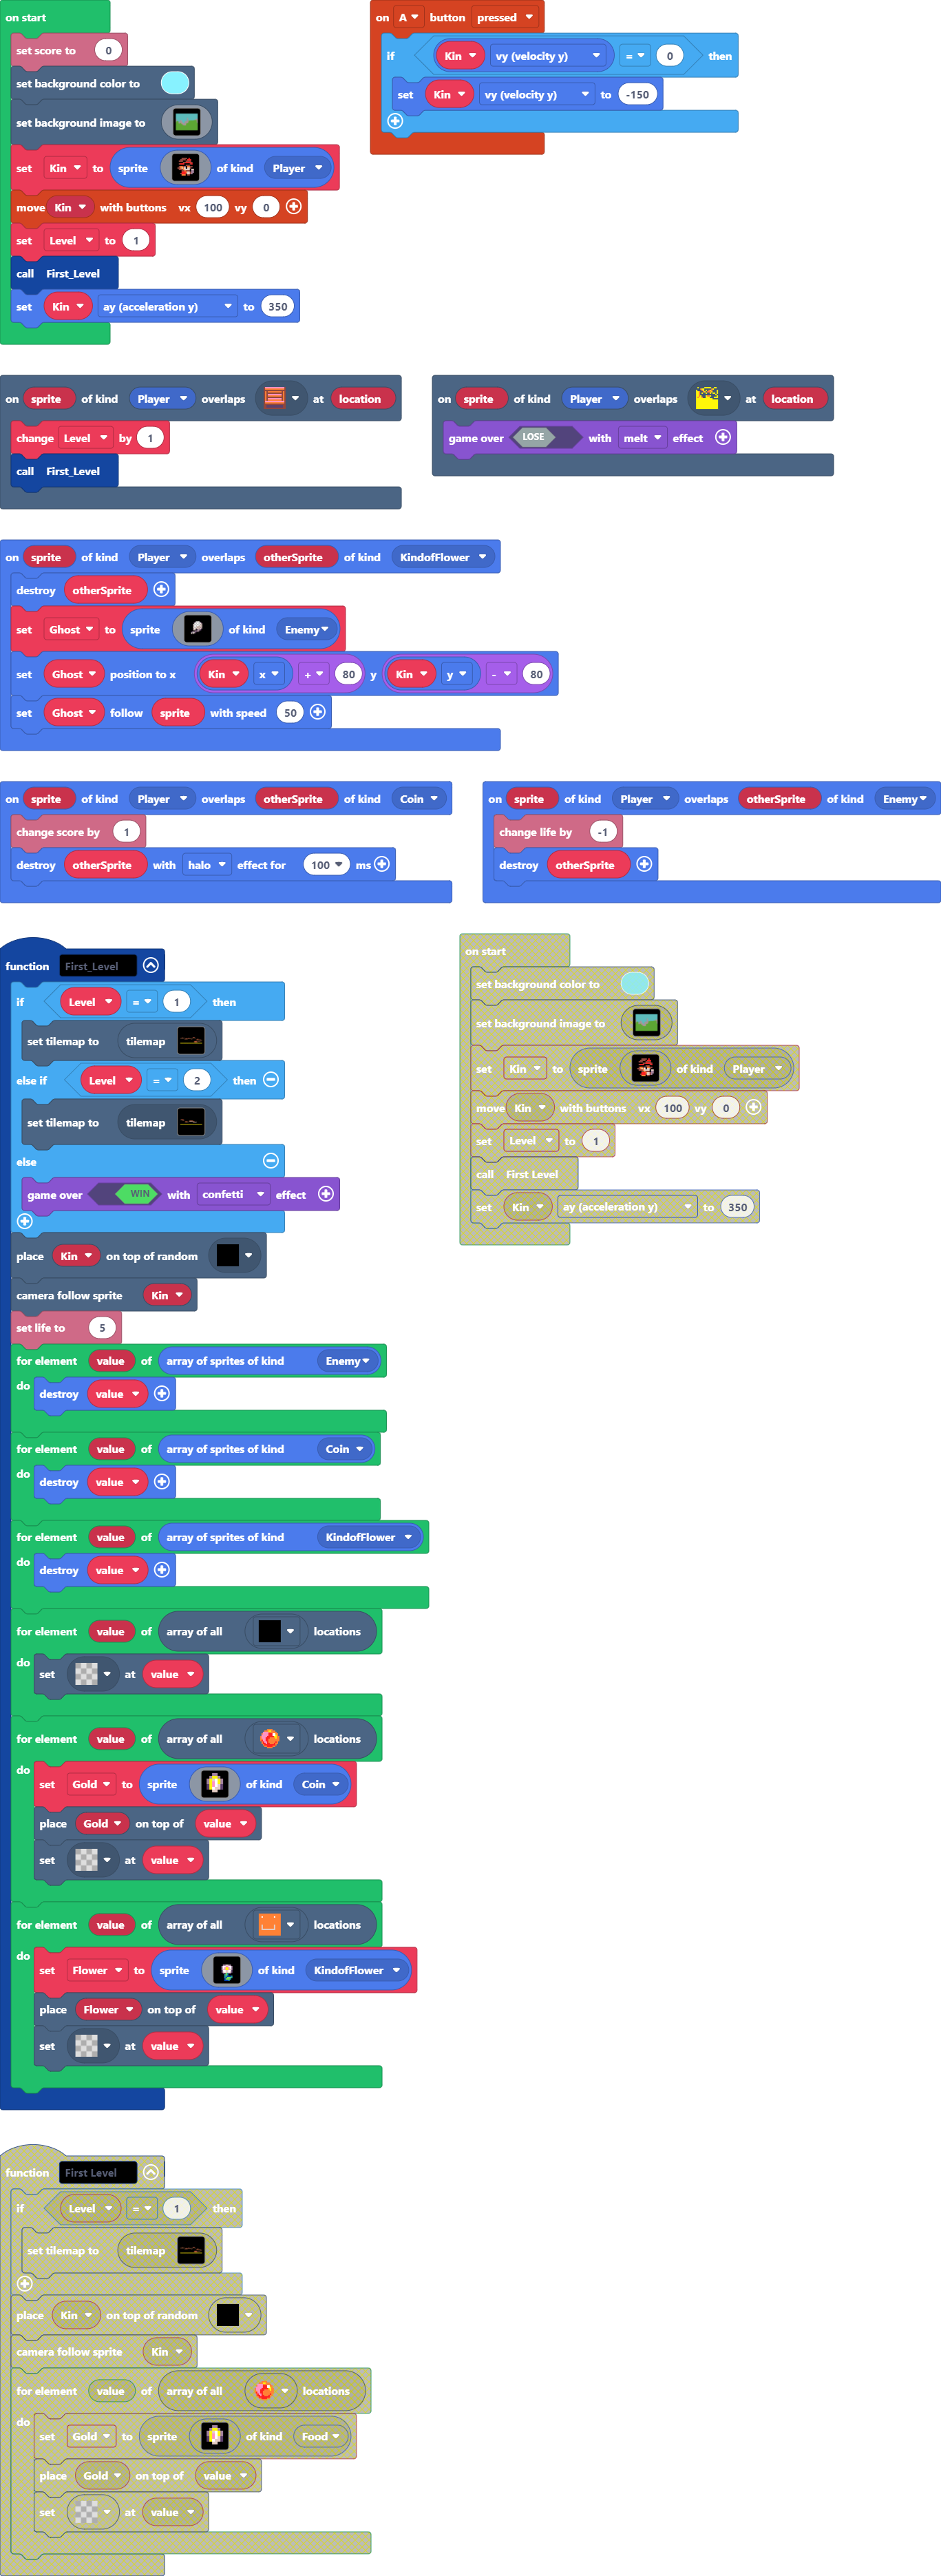 on start
set score to 0
set background color to
set background image to
set Kin to sprite of kind Player
move Kin with buttons vx 100 vy 0
set Level to 1
call First_Level
set Kin ay (acceleration y) to 350
on A button pressed
if Kin vy (velocity y) = 0 then
set Kin vy (velocity y) to -150
on sprite of kind Player overlaps at location
change Level by 1
call First_Level
on sprite of kind Player overlaps at location
game over LOSE with melt effect
on sprite of kind Player overlaps otherSprite of kind KindofFlower
destroy otherSprite
set Ghost to sprite of kind Enemy
set Ghost position to x Kin x + 80 y Kin y - 80
set Ghost follow sprite with speed 50
on sprite of kind Player overlaps otherSprite of kind Coin
change score by 1
destroy otherSprite with halo effect for 100 ms
on sprite of kind Player overlaps otherSprite of kind Enemy
change life by -1
destroy otherSprite
function First_Level
if Level = 1 then
set tilemap to tilemap
else if Level = 2 then
set tilemap to tilemap
else
game over WIN with confetti effect
place Kin on top of random
camera follow sprite Kin
set life to 5
for element value of array of sprites of kind Enemy
do destroy value
for element value of array of sprites of kind Coin
do destroy value
for element value of array of sprites of kind KindofFlower
do destroy value
for element value of array of all locations
do set at value
for element value of array of all locations
do set Gold to sprite of kind Coin
place Gold on top of value
set at value
for element value of array of all locations
do set Flower to sprite of kind KindofFlower
place Flower on top of value
set at value
on start
set background color to
set background image to
set Kin to sprite of kind Player
move Kin with buttons vx 100 vy 0
set Level to 1
call First Level
set Kin ay (acceleration y) to 350
function First Level
if Level = 1 then
set tilemap to tilemap
place Kin on top of random
camera follow sprite Kin
for element value of array of all locations
do set Gold to sprite of kind Food
place Gold on top of value
set at value